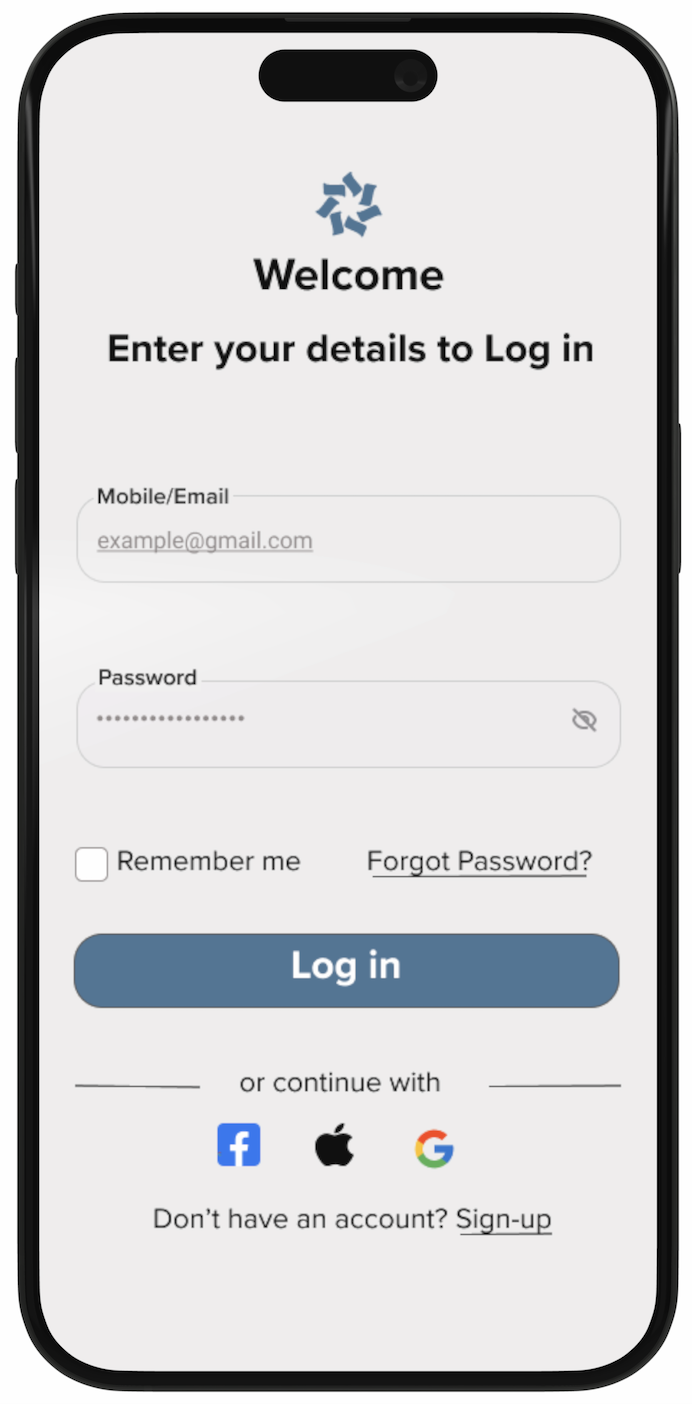 Welcome
Enter your details to Log in
Mobile/Email
example@gmail.com
Password
•••••••••••••••••
Remember me
Forgot Password?
Log in
or continue with
Don’t have an account? Sign-up